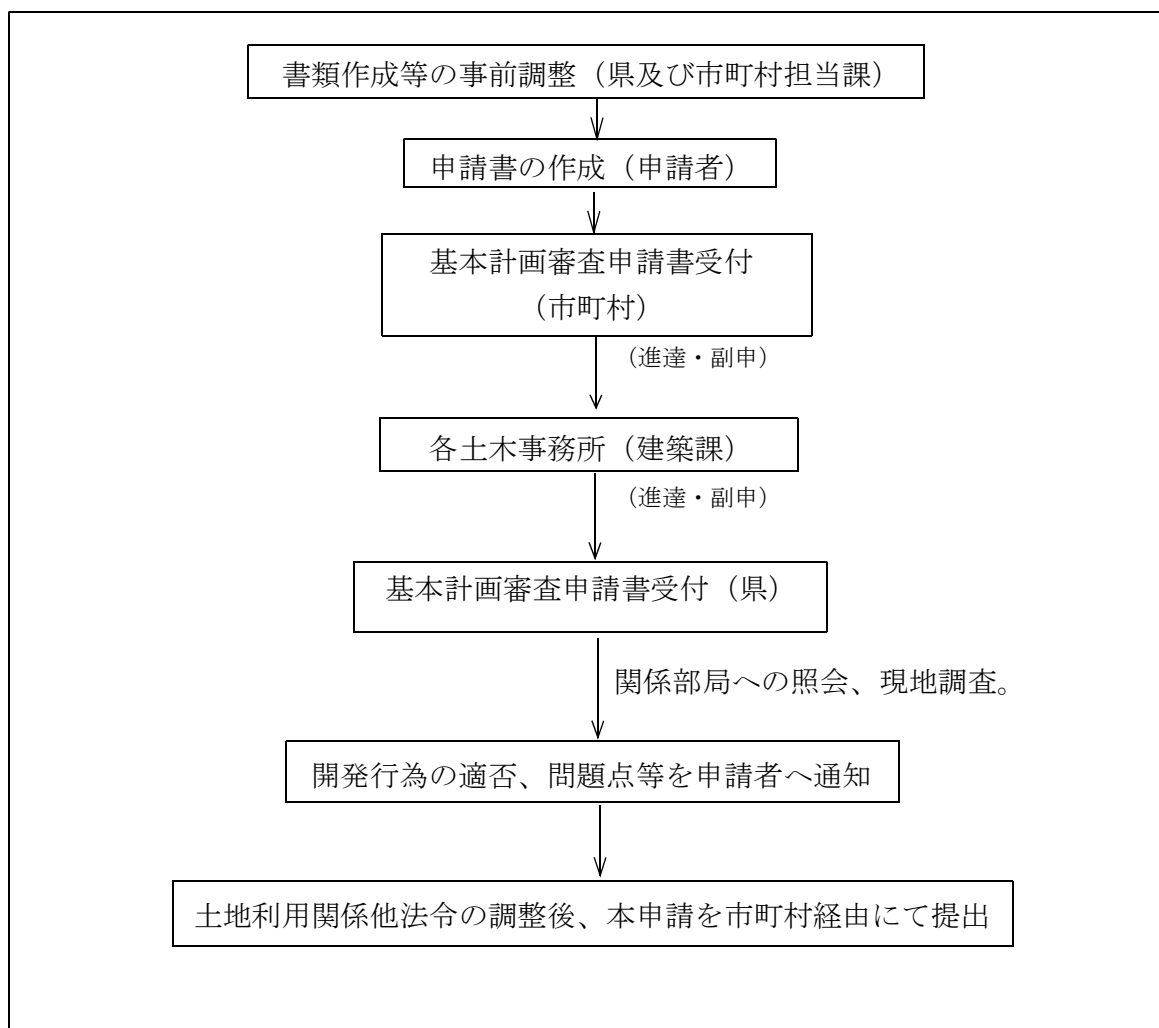 書類作成等の事前調整（県及び市町村担当課）
申請書の作成（申請者）
基本計画審査申請書受付
（市町村）
（進達・副申）
各土木事務所（建築課）
（進達・副申）
基本計画審査申請書受付（県）
関係部局への照会、現地調査。
開発行為の適否、問題点等を申請者へ通知
土地利用関係他法令の調整後、本申請を市町村経由にて提出